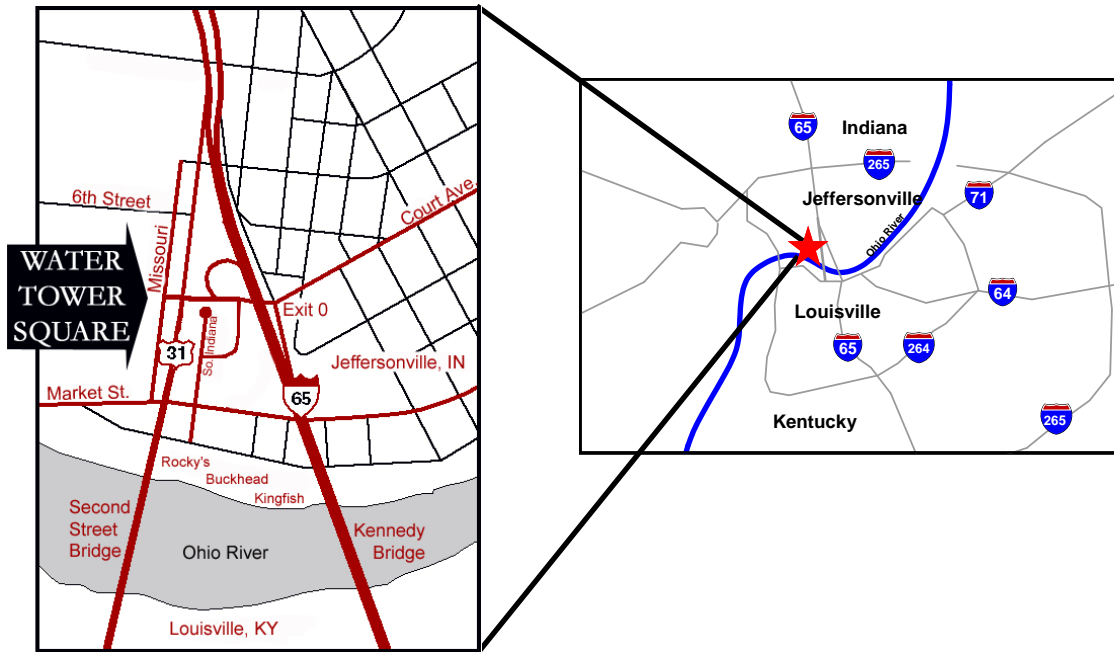 6th Street
Court Ave.
WATER
TOWER
SQUARE
Missouri
Exit 0
So. Indiana
31
Jeffersonville, IN
Market St.
65
Rocky's
Buckhead
Kingfish
Second
Street
Bridge
Ohio River
Kennedy
Bridge
Louisville, KY
65
Indiana
265
Jeffersonville
71
Ohio River
64
Louisville
65
264
Kentucky
265